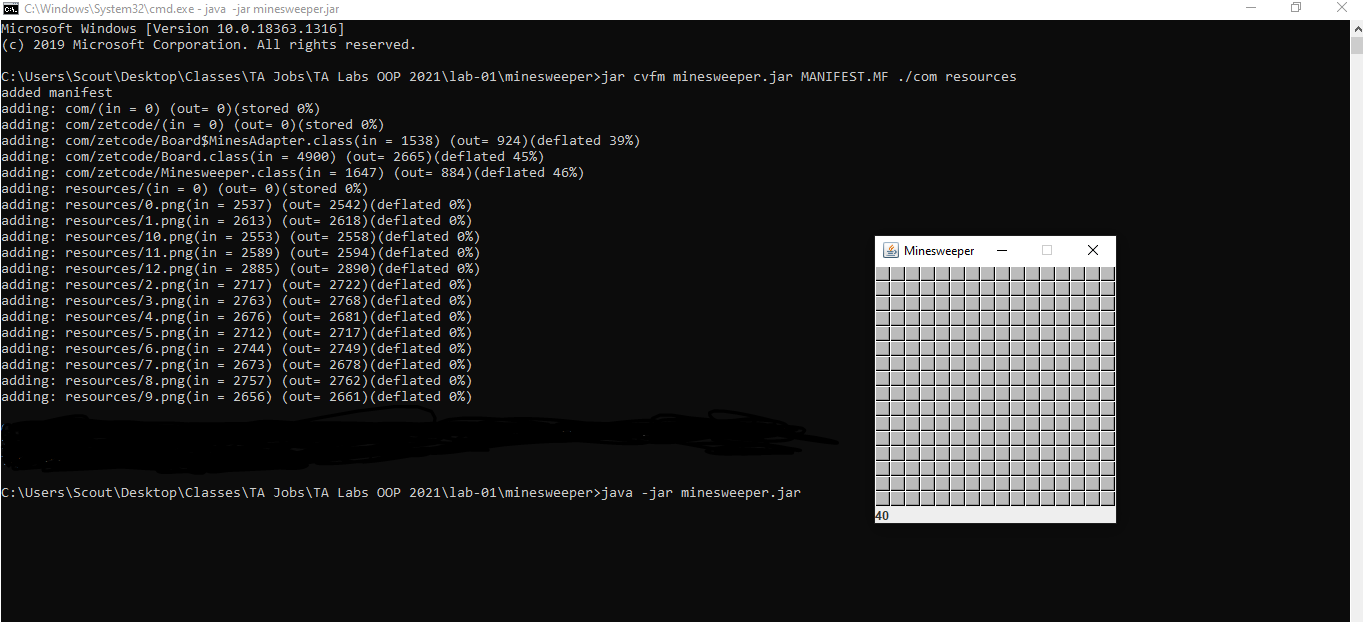 C:\Windows\System32\cmd.exe - java -jar minesweeper.jar
Microsoft Windows [Version 10.0.18363.1316]
(c) 2019 Microsoft Corporation. All rights reserved.
C:\Users\Scout\Desktop\Classes\TA Jobs\TA Labs OOP 2021\lab-01\minesweeper>jar cvfm minesweeper.jar MANIFEST.MF ./com resources
added manifest
adding: com/(in = 0) (out= 0)(stored 0%)
adding: com/zetcode/(in = 0) (out= 0)(stored 0%)
adding: com/zetcode/Board$MinesAdapter.class(in = 1538) (out= 924)(deflated 39%)
adding: com/zetcode/Board.class(in = 4900) (out= 2665)(deflated 45%)
adding: com/zetcode/Minesweeper.class(in = 1647) (out= 884)(deflated 46%)
adding: resources/(in = 0) (out= 0)(stored 0%)
adding: resources/0.png(in = 2537) (out= 2542)(deflated 0%)
adding: resources/1.png(in = 2613) (out= 2618)(deflated 0%)
adding: resources/10.png(in = 2553) (out= 2558)(deflated 0%)
adding: resources/11.png(in = 2589) (out= 2594)(deflated 0%)
adding: resources/12.png(in = 2885) (out= 2890)(deflated 0%)
adding: resources/2.png(in = 2717) (out= 2722)(deflated 0%)
adding: resources/3.png(in = 2763) (out= 2768)(deflated 0%)
adding: resources/4.png(in = 2676) (out= 2681)(deflated 0%)
adding: resources/5.png(in = 2712) (out= 2717)(deflated 0%)
adding: resources/6.png(in = 2744) (out= 2749)(deflated 0%)
adding: resources/7.png(in = 2673) (out= 2678)(deflated 0%)
adding: resources/8.png(in = 2757) (out= 2762)(deflated 0%)
adding: resources/9.png(in = 2656) (out= 2661)(deflated 0%)
C:\Users\Scout\Desktop\Classes\TA Jobs\TA Labs OOP 2021\lab-01\minesweeper>java -jar minesweeper.jar
Minesweeper
40